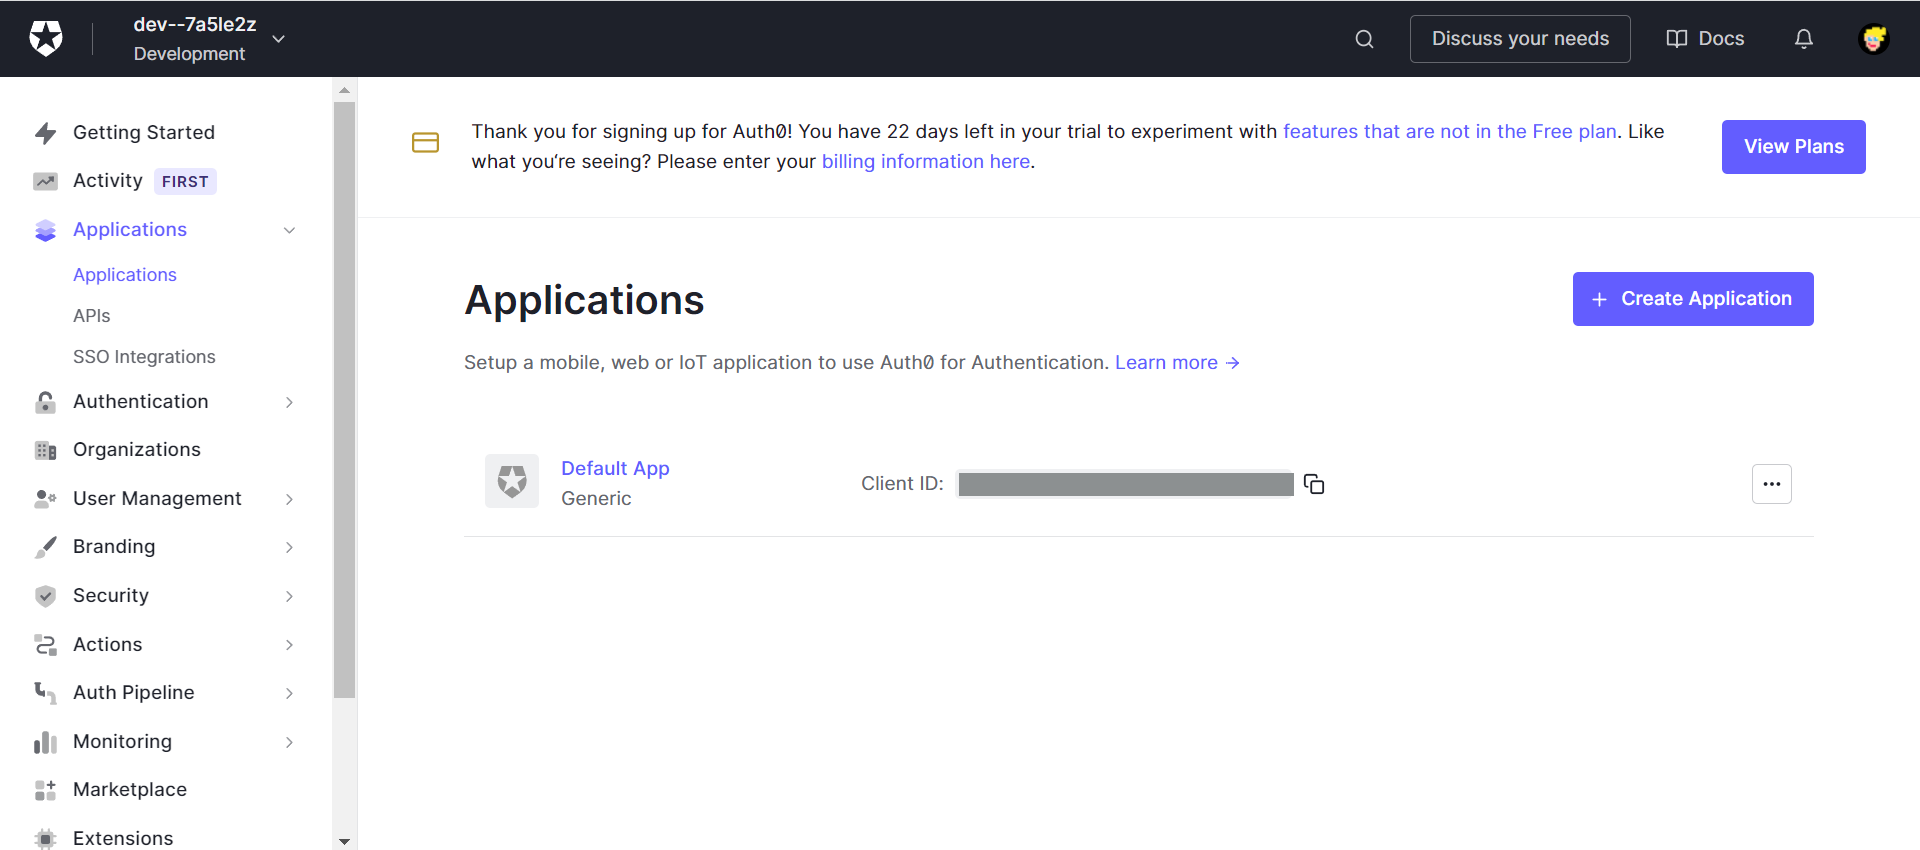 dev--7a5le2z
Development
Discuss your needs
Docs
Getting Started
Activity FIRST
Applications
Applications
APIs
SSO Integrations
Authentication
Organizations
User Management
Branding
Security
Actions
Auth Pipeline
Monitoring
Marketplace
Extensions
Thank you for signing up for Auth0! You have 22 days left in your trial to experiment with features that are not in the Free plan. Like
what you’re seeing? Please enter your billing information here.
View Plans
Applications
+ Create Application
Setup a mobile, web or IoT application to use Auth0 for Authentication. Learn more →
Default App
Generic
Client ID: